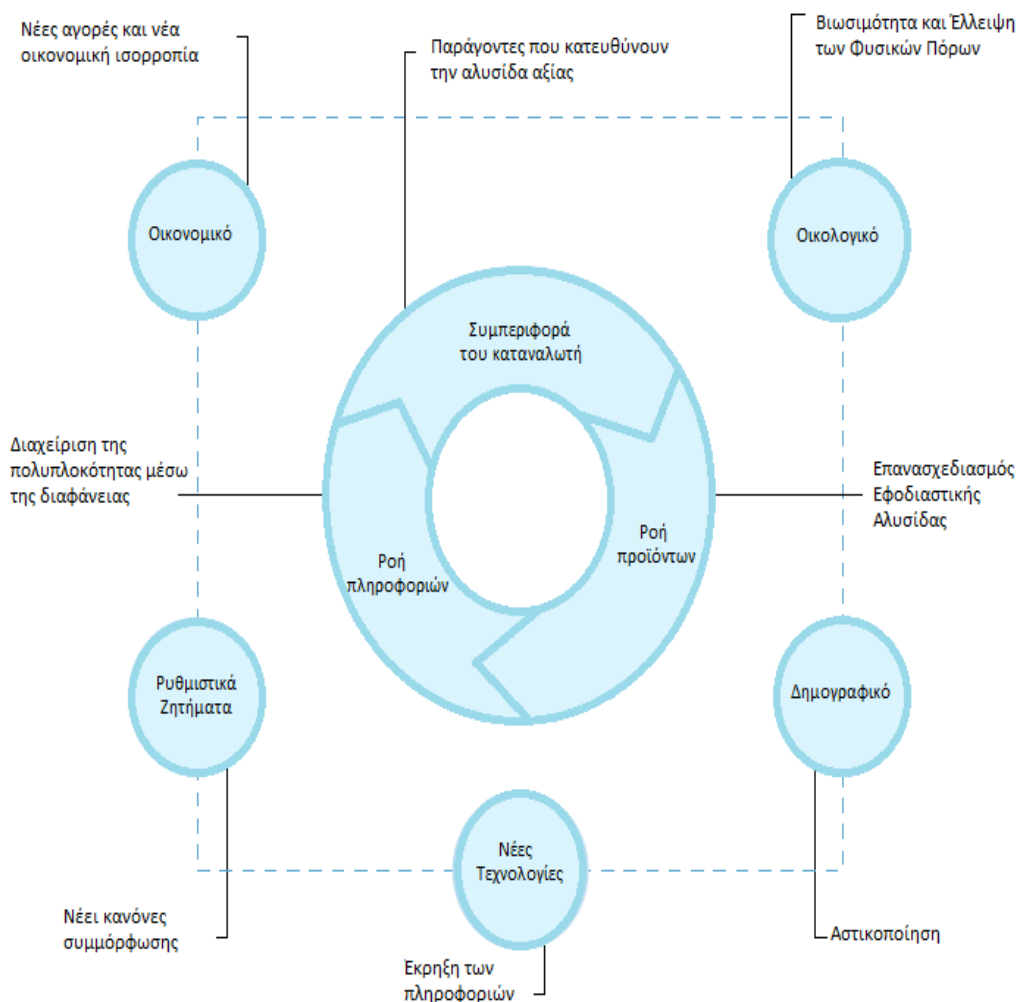 Νέες αγορές και νέα
οικονομική ισορροπία
Παράγοντες που κατευθύνουν
την αλυσίδα αξίας
Βιωσιμότητα και Έλλειψη
των Φυσικών Πόρων
Οικονομικό
Οικολογικό
Συμπεριφορά
του καταναλωτή
Διαχείριση της
πολυπλοκότητας μέσω
της διαφάνειας
Επανασχεδιασμός
Εφοδιαστικής
Αλυσίδας
Ροή
πληροφοριών
Ροή
προϊόντων
Ρυθμιστικά
Ζητήματα
Δημογραφικό
Νέες
Τεχνολογίες
Νέει κανόνες
συμμόρφωσης
Αστικοποίηση
Εκρηξη των
πληροφοριών